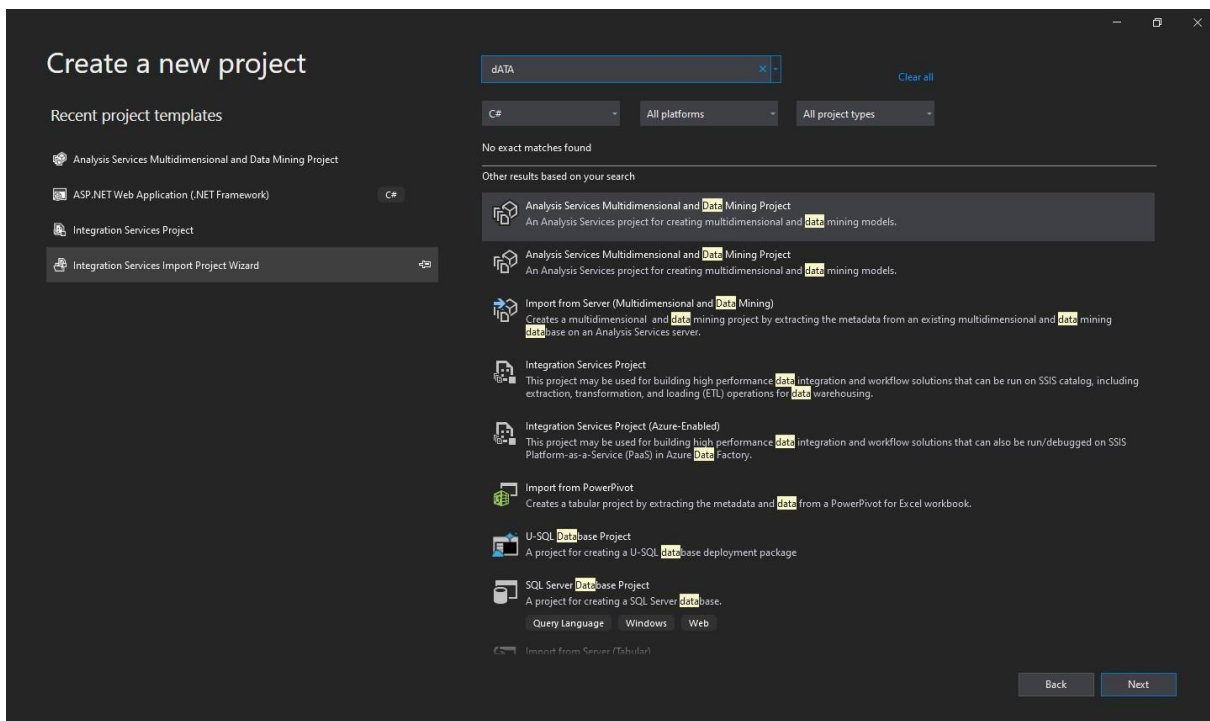 Create a new project
Recent project templates
Analysis Services Multidimensional and Data Mining Project
ASP.NET Web Application (.NET Framework)
C#
Integration Services Project
Integration Services Import Project Wizard
dATA
Clear all
C#
All platforms
All project types
No exact matches found
Other results based on your search
Analysis Services Multidimensional and Data Mining Project
An Analysis Services project for creating multidimensional and data mining models.
Analysis Services Multidimensional and Data Mining Project
An Analysis Services project for creating multidimensional and data mining models.
Import from Server (Multidimensional and Data Mining)
Creates a multidimensional and data mining project by extracting the metadata from an existing multidimensional and data mining
database on an Analysis Services server.
Integration Services Project
This project may be used for building high performance data integration and workflow solutions that can be run on SSIS catalog, including
extraction, transformation, and loading (ETL) operations for data warehousing.
Integration Services Project (Azure-Enabled)
This project may be used for building high performance data integration and workflow solutions that can also be run/debugged on SSIS
Platform-as-a-Service (PaaS) in Azure Data Factory.
Import from PowerPivot
Creates a tabular project by extracting the metadata and data from a PowerPivot for Excel workbook.
U-SQL Database Project
A project for creating a U-SQL database deployment package
SQL Server Database Project
A project for creating a SQL Server database.
Query Language Windows Web
Import from Server (Tabular)
Back Next